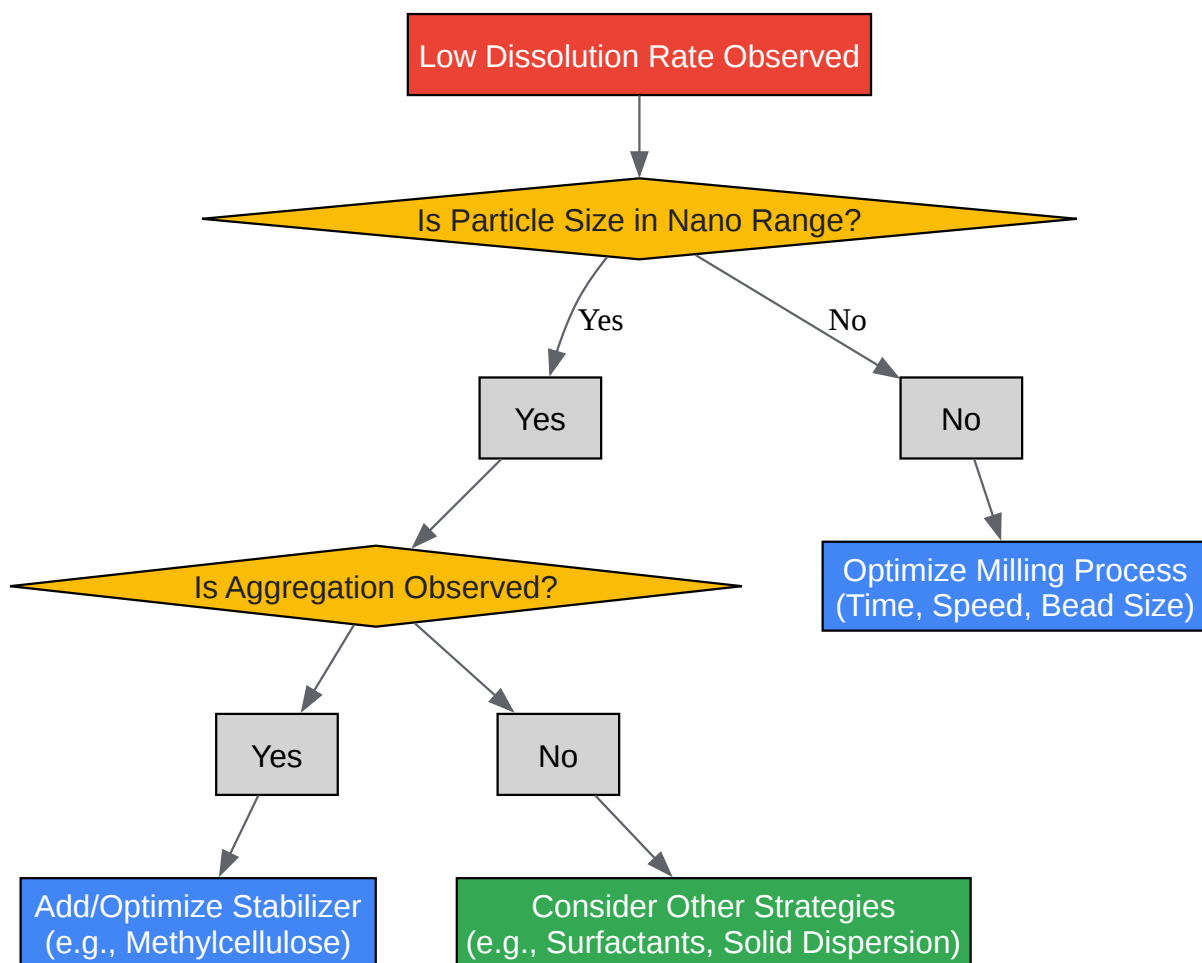 Low Dissolution Rate Observed
Is Particle Size in Nano Range?
Yes
No
Yes
No
Is Aggregation Observed?
Optimize Milling Process
(Time, Speed, Bead Size)
Yes
No
Add/Optimize Stabilizer
(e.g., Methylcellulose)
Consider Other Strategies
(e.g., Surfactants, Solid Dispersion)